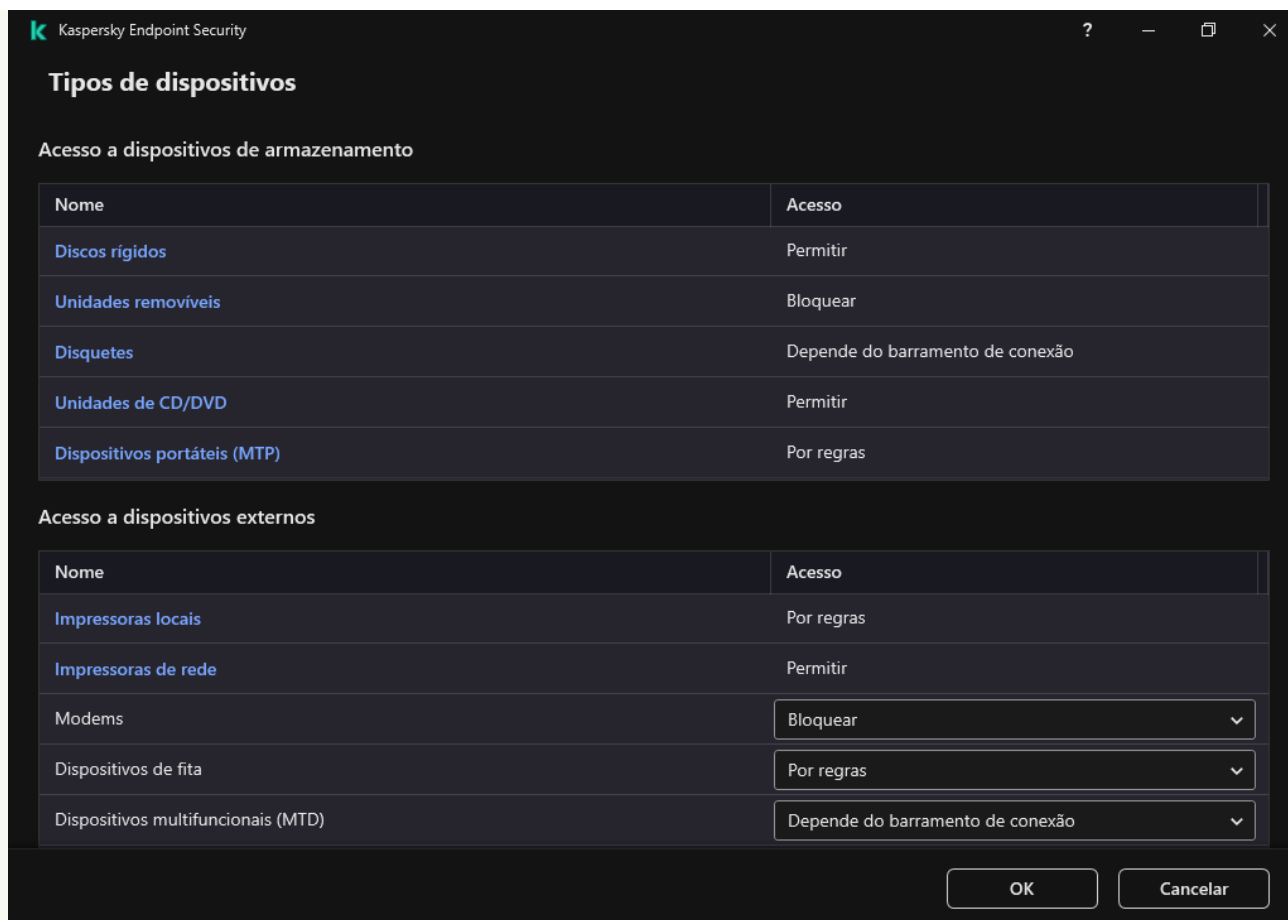 Kaspersky Endpoint Security
?
Tipos de dispositivos
Acesso a dispositivos de armazenamento
Nome Acesso
Discos rígidos Permitir
Unidades removíveis Bloquear
Disquetes Depende do barramento de conexão
Unidades de CD/DVD Permitir
Dispositivos portáteis (MTP) Por regras
Acesso a dispositivos externos
Nome Acesso
Impressoras locais Por regras
Impressoras de rede Permitir
Modems Bloquear
Dispositivos de fita Por regras
Dispositivos multifuncionais (MTD) Depende do barramento de conexão
OK Cancelar